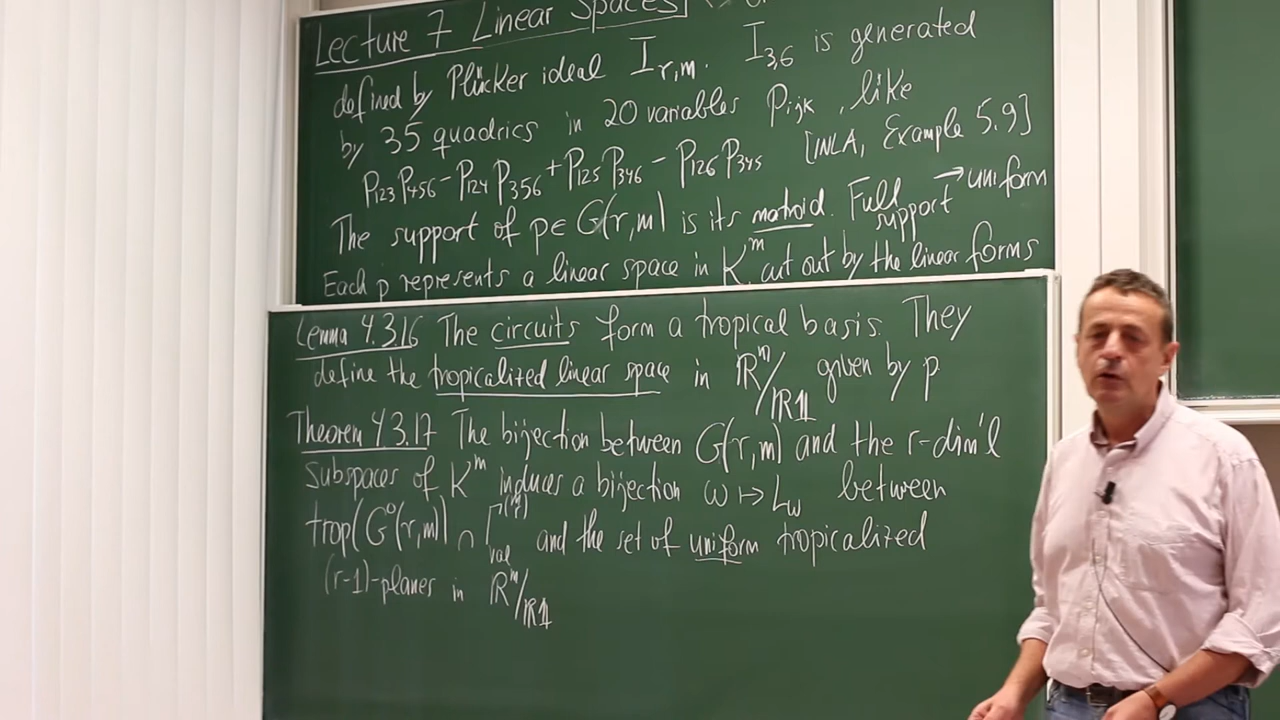 Lecture 7 Linear Spaces
defined by Plücker ideal I_{r,m}. I_{3,6} is generated
by 35 quadrics in 20 variables P_{ijk}, like
P_{123}P_{456} - P_{124}P_{356} + P_{125}P_{346} - P_{126}P_{345} [INLA, Example 5.9]
The support of p∈G(r,m) is its matroid. Full support → uniform
Each p represents a linear space in K^m cut out by the linear forms
Lemma 4.3.16 The circuits form a tropical basis. They
define the tropicalized linear space in ℝ^m/ℝ𝟙 given by p
Theorem 4.3.17 The bijection between G(r,m) and the r-dim'l
subspaces of K^m induces a bijection ω ↦ L_ω between
trop(G°(r,m)) ∩ Γ_{val}^{(m r)} and the set of uniform tropicalized
(r-1)-planes in ℝ^m/ℝ𝟙